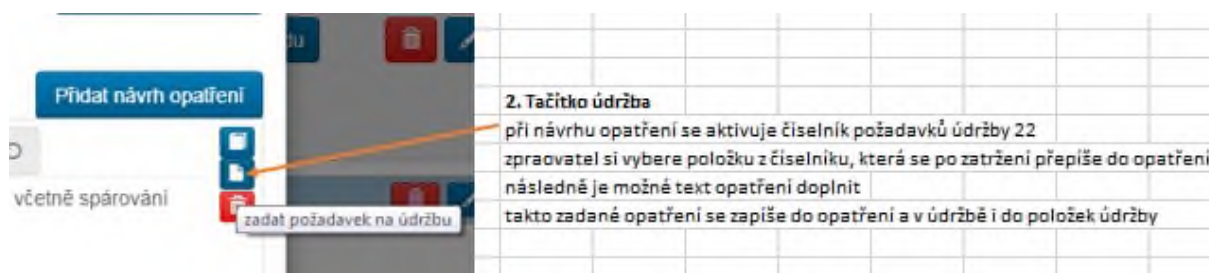 du
Přidat návrh opatření
včetně spárování
zadat požadavek na údržbu
2. Tačítko údržba
při návrhu opatření se aktivuje číselník požadavků údržby 22
zpraovatel si vybere položku z číselníku, která se po zatržení přepíše do opatření
následně je možné text opatření doplnit
takto zadané opatření se zapíše do opatření a v údržbě i do položek údržby